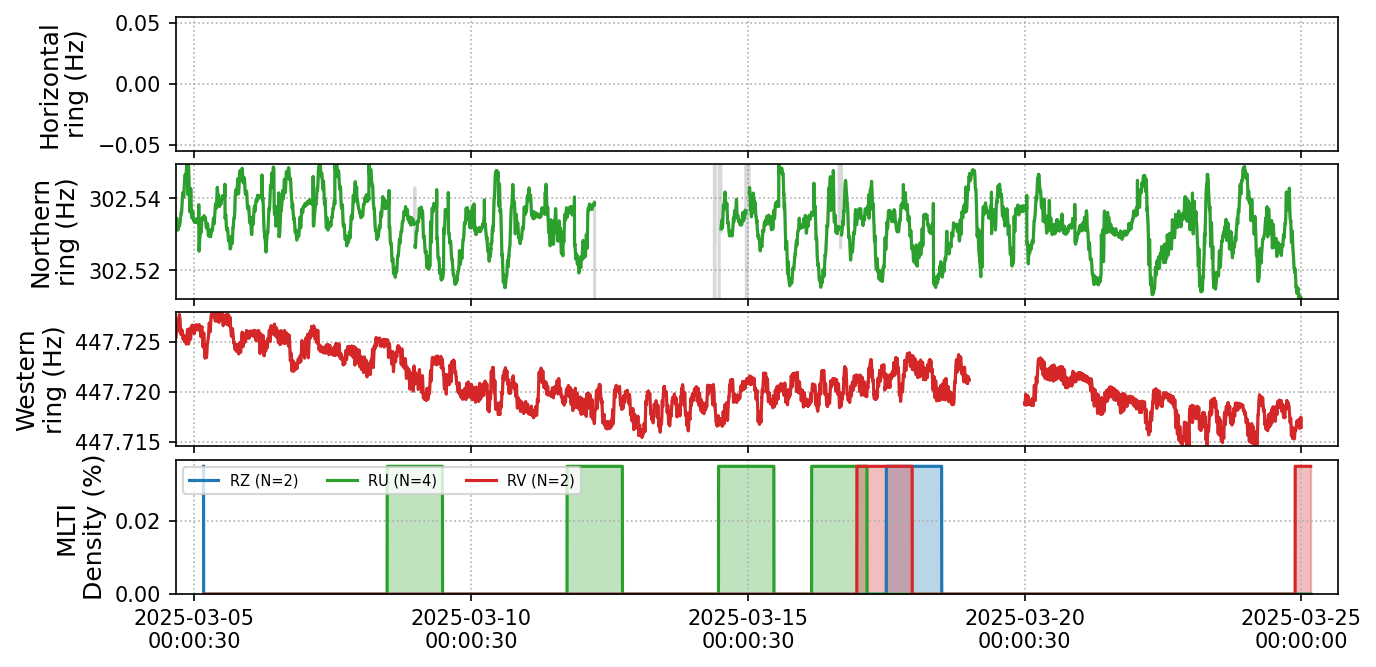 Horizontal
ring (Hz)
0.05
0.00
−0.05
Northern
ring (Hz)
302.54
302.52
Western
ring (Hz)
447.725
447.720
447.715
MLTI
Density (%)
0.02
0.00
RZ (N=2) RU (N=4) RV (N=2)
2025-03-05 2025-03-10 2025-03-15 2025-03-20 2025-03-25
00:00:30 00:00:30 00:00:30 00:00:30 00:00:00